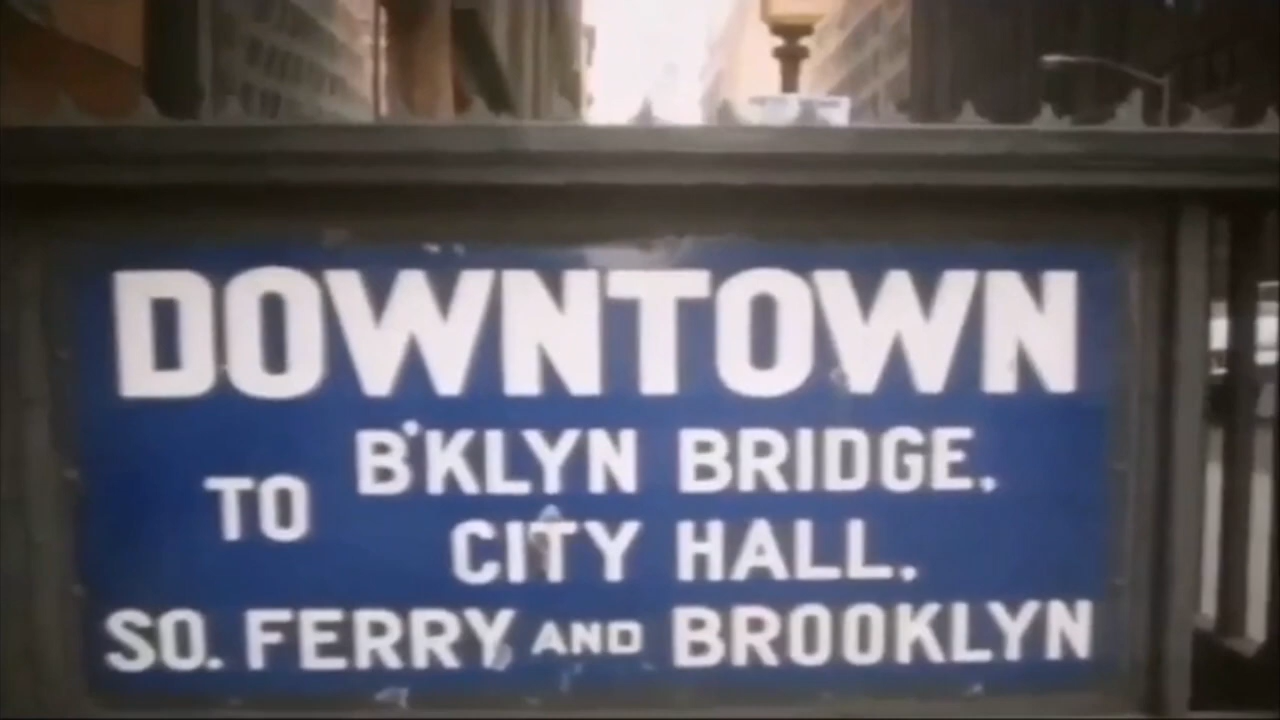 DOWNTOWN
B'KLYN BRIDGE,
TO
CITY HALL,
SO. FERRY AND BROOKLYN